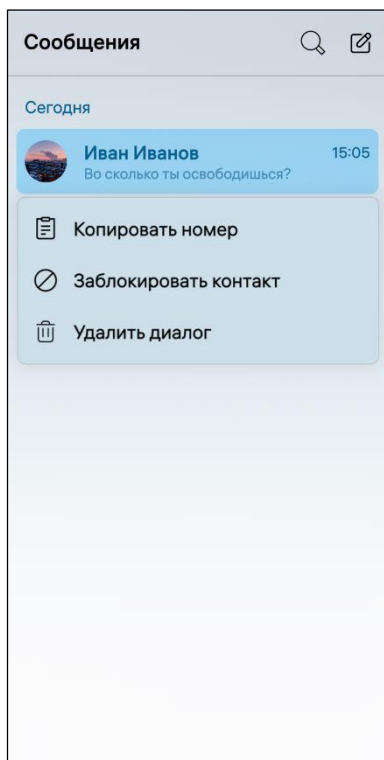 Сообщения
Сегодня
Иван Иванов 15:05
Во сколько ты освободишься?
Копировать номер
Заблокировать контакт
Удалить диалог